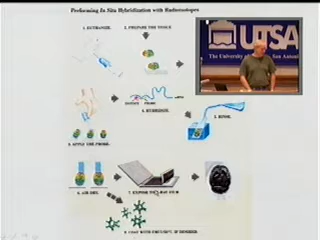 Performing In Situ Hybridization with Radioisotopes
1. EUTHANIZE.
2. PREPARE THE TISSUE
UTSA
The University of Texas at San Antonio
4. HYBRIDIZE.
5. RINSE.
3. APPLY THE PROBE.
6. AIR DRY.
7. EXPOSE TO X-RAY FILM
8. COAT WITH EMULSION, IF DESIRED